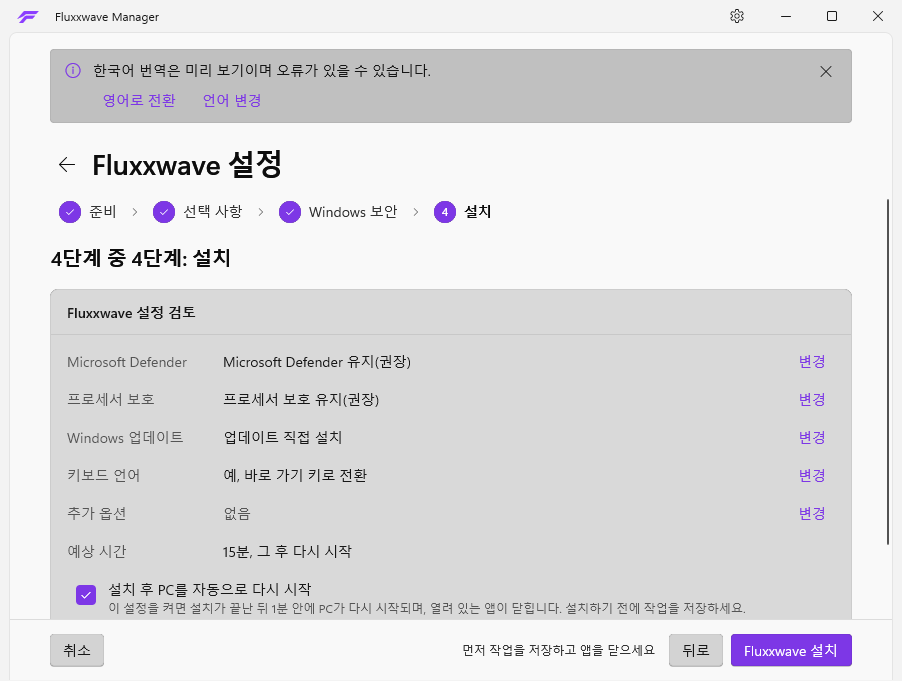 Fluxxwave Manager
한국어 번역은 미리 보기이며 오류가 있을 수 있습니다.
영어로 전환 언어 변경
Fluxxwave 설정
준비 선택 사항 Windows 보안 4 설치
4단계 중 4단계: 설치
Fluxxwave 설정 검토
Microsoft Defender Microsoft Defender 유지(권장) 변경
프로세서 보호 프로세서 보호 유지(권장) 변경
Windows 업데이트 업데이트 직접 설치 변경
키보드 언어 예, 바로 가기 키로 전환 변경
추가 옵션 없음 변경
예상 시간 15분, 그 후 다시 시작
설치 후 PC를 자동으로 다시 시작
이 설정을 켜면 설치가 끝난 뒤 1분 안에 PC가 다시 시작되며, 열려 있는 앱이 닫힙니다. 설치하기 전에 작업을 저장하세요.
취소 먼저 작업을 저장하고 앱을 닫으세요 뒤로 Fluxxwave 설치